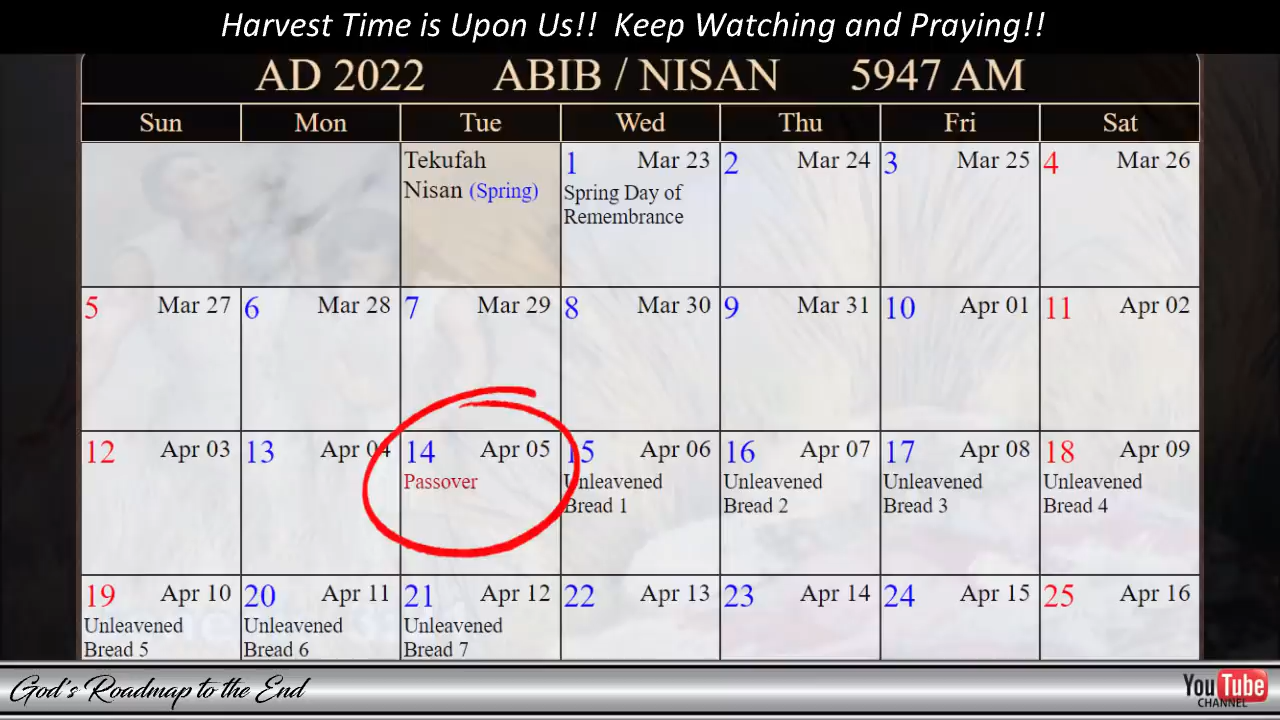 Harvest Time is Upon Us!! Keep Watching and Praying!!
AD 2022 ABIB / NISAN 5947 AM
Sun Mon Tue Wed Thu Fri Sat
Tekufah
Nisan (Spring)
1 Mar 23
Spring Day of
Remembrance
2 Mar 24
3 Mar 25
4 Mar 26
5 Mar 27
6 Mar 28
7 Mar 29
8 Mar 30
9 Mar 31
10 Apr 01
11 Apr 02
12 Apr 03
13 Apr 04
14 Apr 05
Passover
15 Apr 06
Unleavened
Bread 1
16 Apr 07
Unleavened
Bread 2
17 Apr 08
Unleavened
Bread 3
18 Apr 09
Unleavened
Bread 4
19 Apr 10
Unleavened
Bread 5
20 Apr 11
Unleavened
Bread 6
21 Apr 12
Unleavened
Bread 7
22 Apr 13
23 Apr 14
24 Apr 15
25 Apr 16
God's Roadmap to the End
YouTube
CHANNEL